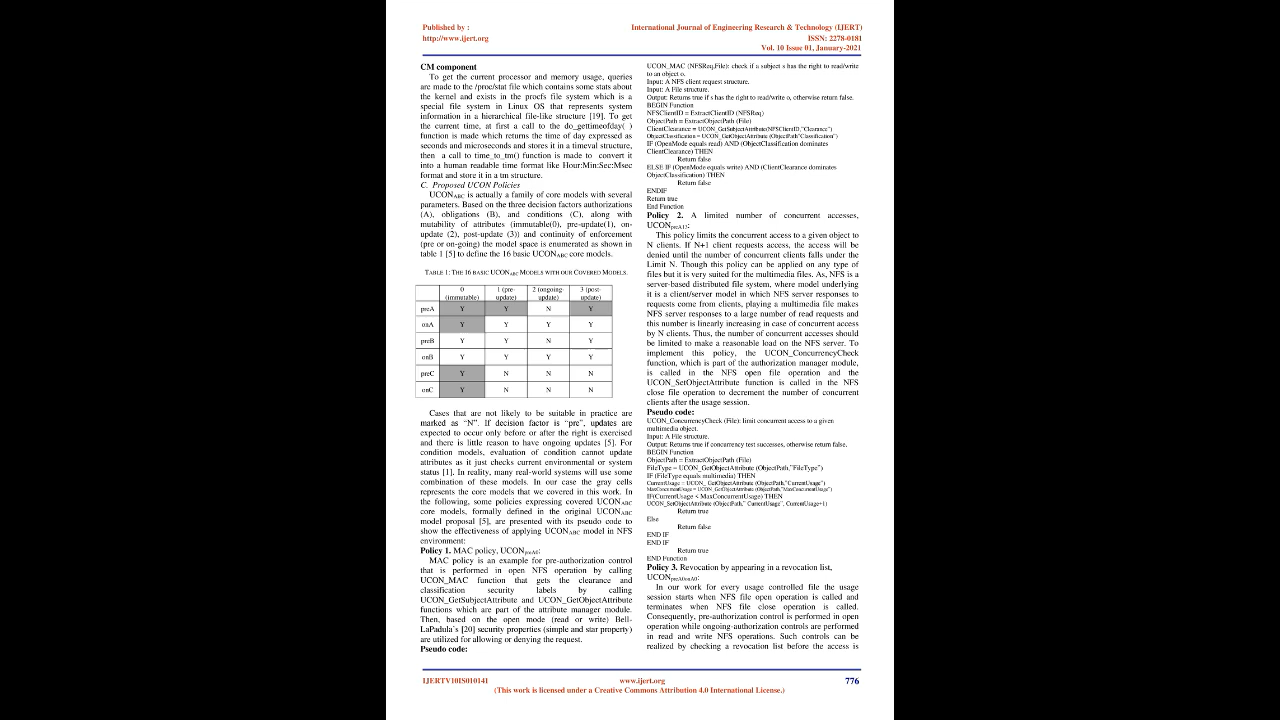 Published by :
http://www.ijert.org
International Journal of Engineering Research & Technology (IJERT)
ISSN: 2278-0181
Vol. 10 Issue 01, January-2021
CM component
To get the current processor and memory usage, queries
are made to the /proc/stat file which contains some stats about
the kernel and exists in the procfs file system which is a
special file system in Linux OS that represents system
information in a hierarchical file-like structure [19]. To get
the current time, at first a call to the do_gettimeofday( )
function is made which returns the time of day expressed as
seconds and microseconds and stores it in a timeval structure,
then a call to time_to_tm() function is made to convert it
into a human readable time format like Hour:Min:Sec:Msec
format and store it in a tm structure.
C. Proposed UCON Policies
UCONABC is actually a family of core models with several
parameters. Based on the three decision factors authorizations
(A), obligations (B), and conditions (C), along with
mutability of attributes (immutable(0), pre-update(1), on-
update (2), post-update (3)) and continuity of enforcement
(pre or on-going) the model space is enumerated as shown in
table 1 [5] to define the 16 basic UCONABC core models.
TABLE 1: THE 16 BASIC UCONABC MODELS WITH OUR COVERED MODELS.
0 (immutable) 1 (pre-update) 2 (ongoing-update) 3 (post-update)
preA Y Y N Y
onA Y Y Y Y
preB Y Y N Y
onB Y Y Y Y
preC Y N N N
onC Y N N N
Cases that are not likely to be suitable in practice are
marked as “N”. If decision factor is “pre”, updates are
expected to occur only before or after the right is exercised
and there is little reason to have ongoing updates [5]. For
condition models, evaluation of condition cannot update
attributes as it just checks current environmental or system
status [1]. In reality, many real-world systems will use some
combination of these models. In our case the gray cells
represents the core models that we covered in this work. In
the following, some policies expressing covered UCONABC
core models, formally defined in the original UCONABC
model proposal [5], are presented with its pseudo code to
show the effectiveness of applying UCONABC model in NFS
environment:
Policy 1. MAC policy, UCONpreA0:
MAC policy is an example for pre-authorization control
that is performed in open NFS operation by calling
UCON_MAC function that gets the clearance and
classification security labels by calling
UCON_GetSubjectAttribute and UCON_GetObjectAttribute
functions which are part of the attribute manager module.
Then, based on the open mode (read or write) Bell-
LaPadula’s [20] security properties (simple and star property)
are utilized for allowing or denying the request.
Pseudo code:
UCON_MAC (NFSReq,File): check if a subject s has the right to read/write
to an object o.
Input: A NFS client request structure.
Input: A File structure.
Output: Returns true if s has the right to read/write o, otherwise return false.
BEGIN Function
NFSClientID = ExtractClientID (NFSReq)
ObjectPath = ExtractObjectPath (File)
ClientClearance = UCON_GetSubjectAttribute(NFSClientID,"Clearance")
ObjectClassification = UCON_GetObjectAttribute (ObjectPath"Classification")
IF (OpenMode equals read) AND (ObjectClassification dominates
ClientClearance) THEN
Return false
ELSE IF (OpenMode equals write) AND (ClientClearance dominates
ObjectClassification) THEN
Return false
ENDIF
Return true
End Function
Policy 2. A limited number of concurrent accesses,
UCONpreA13:
This policy limits the concurrent access to a given object to
N clients. If N+1 client requests access, the access will be
denied until the number of concurrent clients falls under the
Limit N. Though this policy can be applied on any type of
files but it is very suited for the multimedia files. As, NFS is a
server-based distributed file system, where model underlying
it is a client/server model in which NFS server responses to
requests come from clients, playing a multimedia file makes
NFS server responses to a large number of read requests and
this number is linearly increasing in case of concurrent access
by N clients. Thus, the number of concurrent accesses should
be limited to make a reasonable load on the NFS server. To
implement this policy, the UCON_ConcurrencyCheck
function, which is part of the authorization manager module,
is called in the NFS open file operation and the
UCON_SetObjectAttribute function is called in the NFS
close file operation to decrement the number of concurrent
clients after the usage session.
Pseudo code:
UCON_ConcurrencyCheck (File): limit concurrent access to a given
multimedia object.
Input: A File structure.
Output: Returns true if concurrency test successes, otherwise return false.
BEGIN Function
ObjectPath = ExtractObjectPath (File)
FileType = UCON_GetObjectAttribute (ObjectPath,"FileType")
IF (FileType equals multimedia) THEN
CurrentUsage = UCON_ GetObjectAttribute (ObjectPath,"CurrentUsage")
MaxConcurrentUsage = UCON_GetObjectAttribute (ObjectPath,"MaxConcurrentUsage")
IF(CurrentUsage < MaxConcurrentUsage) THEN
UCON_SetObjectAttribute (ObjectPath," CurrentUsage", CurrentUsage+1)
Return true
Else
Return false
END IF
END IF
Return true
END Function
Policy 3. Revocation by appearing in a revocation list,
UCONpreA0onA0:
In our work for every usage controlled file the usage
session starts when NFS file open operation is called and
terminates when NFS file close operation is called.
Consequently, pre-authorization control is performed in open
operation while ongoing-authorization controls are performed
in read and write NFS operations. Such controls can be
realized by checking a revocation list before the access is
IJERTV10IS010141
www.ijert.org
776
(This work is licensed under a Creative Commons Attribution 4.0 International License.)